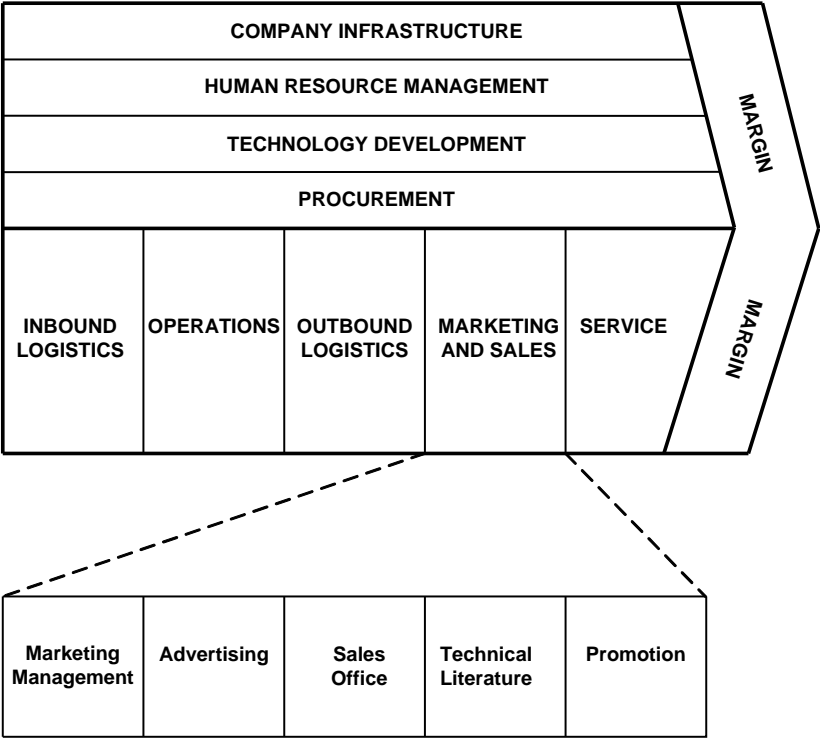 COMPANY INFRASTRUCTURE
HUMAN RESOURCE MANAGEMENT
TECHNOLOGY DEVELOPMENT
PROCUREMENT
MARGIN
INBOUND
LOGISTICS
OPERATIONS
OUTBOUND
LOGISTICS
MARKETING
AND SALES
SERVICE
MARGIN
Marketing
Management
Advertising
Sales
Office
Technical
Literature
Promotion